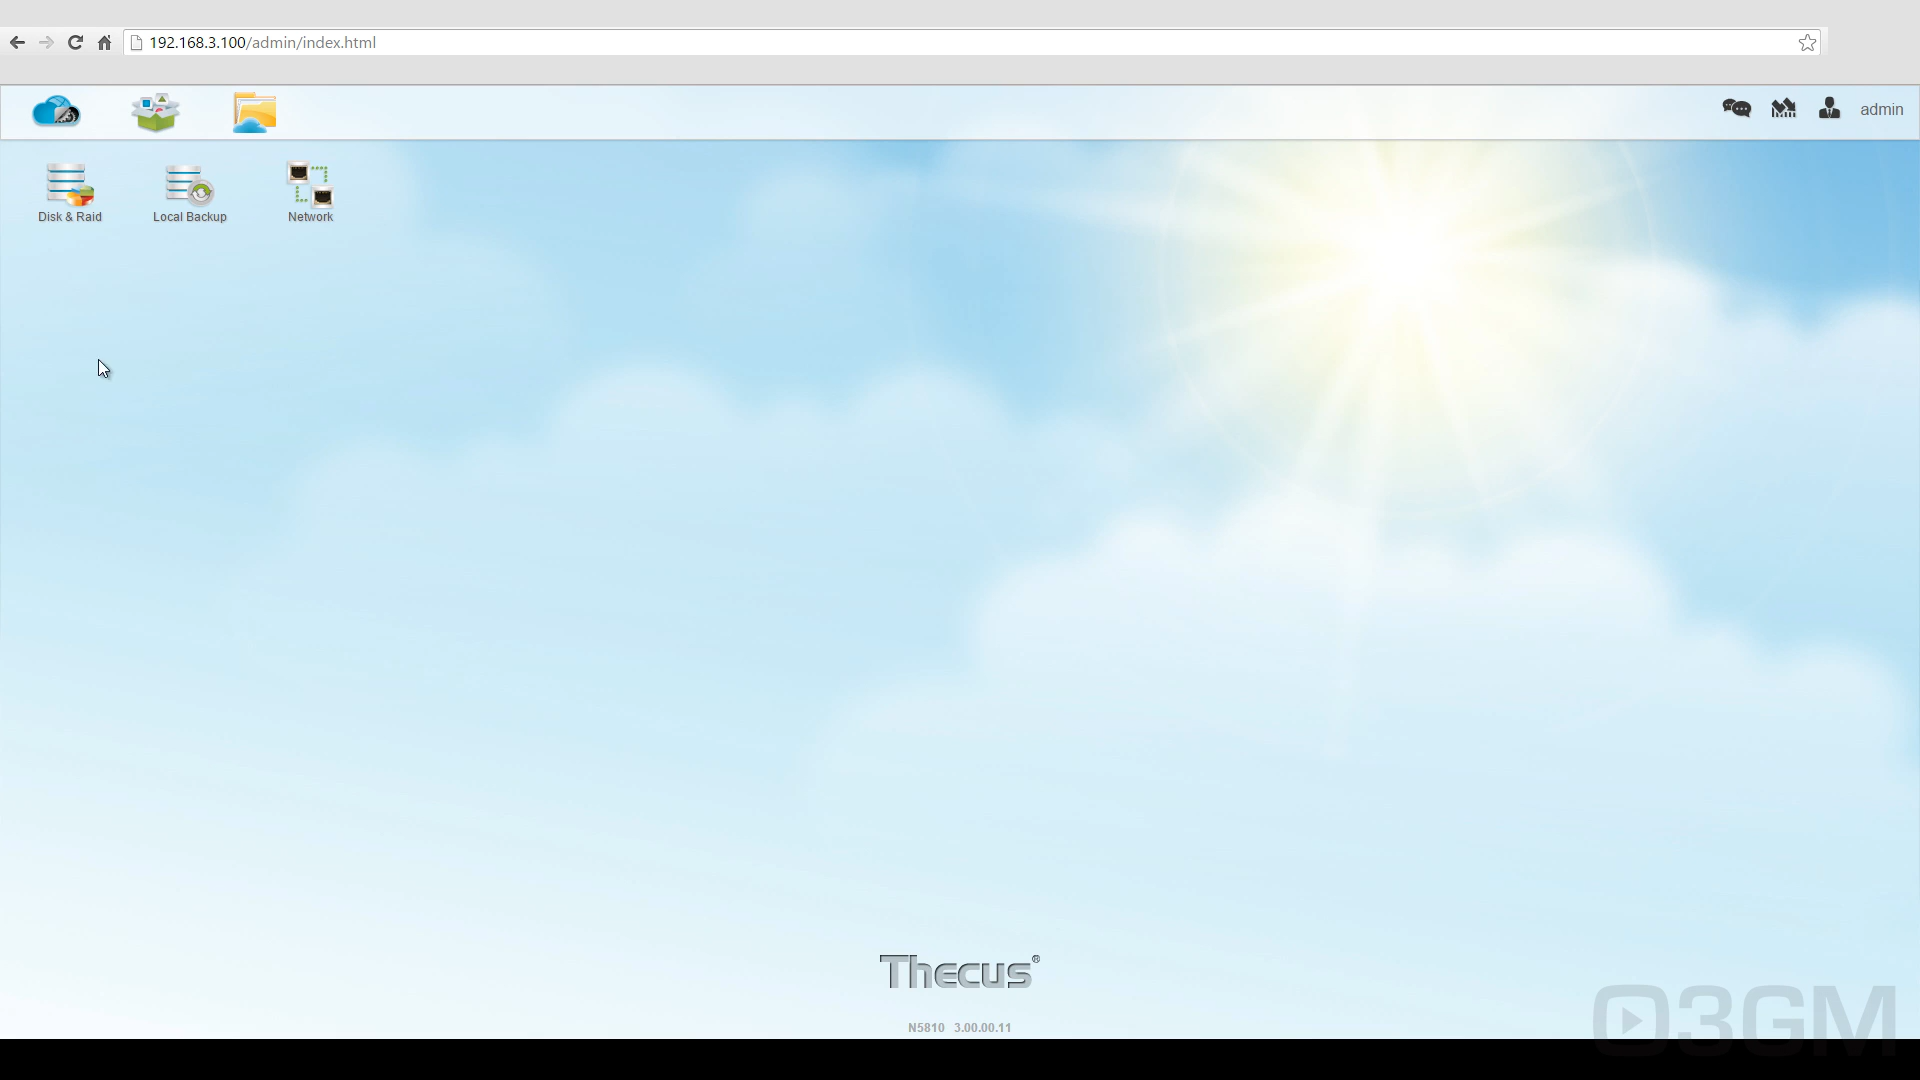 192.168.3.100/admin/index.html
admin
Disk & Raid
Local Backup
Network
Thecus®
N5810 3.00.00.11
3GM